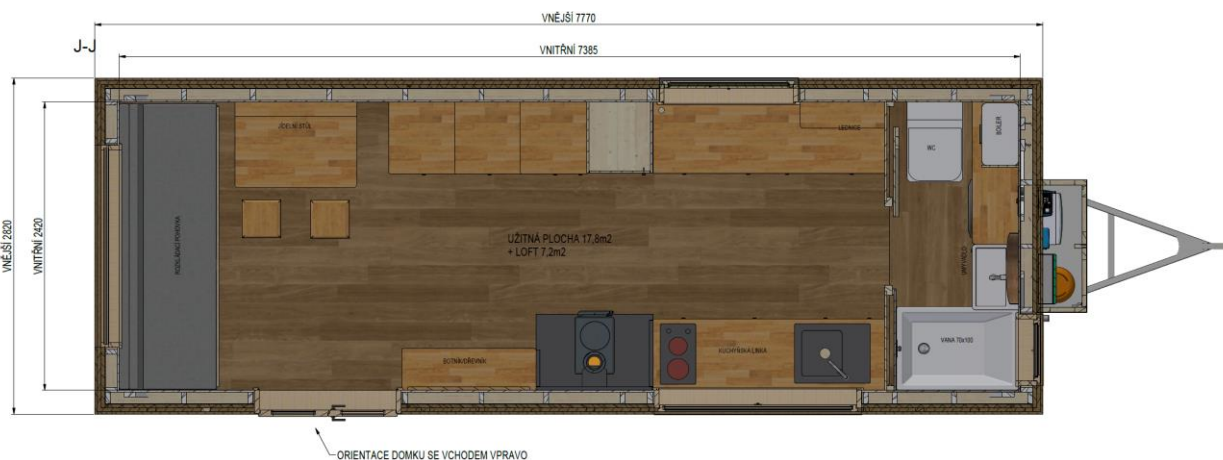 VNĚJŠÍ 7770
J-J
VNITŘNÍ 7385
VNĚJŠÍ 2820
VNITŘNÍ 2420
JÍDELNÍ STŮL
LEDNICE
WC
BOILER
ROZKLÁDACÍ POHOVKA
UŽITNÁ PLOCHA 17,8m2
+ LOFT 7,2m2
UMYVADLO
BOTNÍK/DŘEVNÍK
KUCHYŇSKÁ LINKA
VANA 70x100
ORIENTACE DOMKU SE VCHODEM VPRAVO